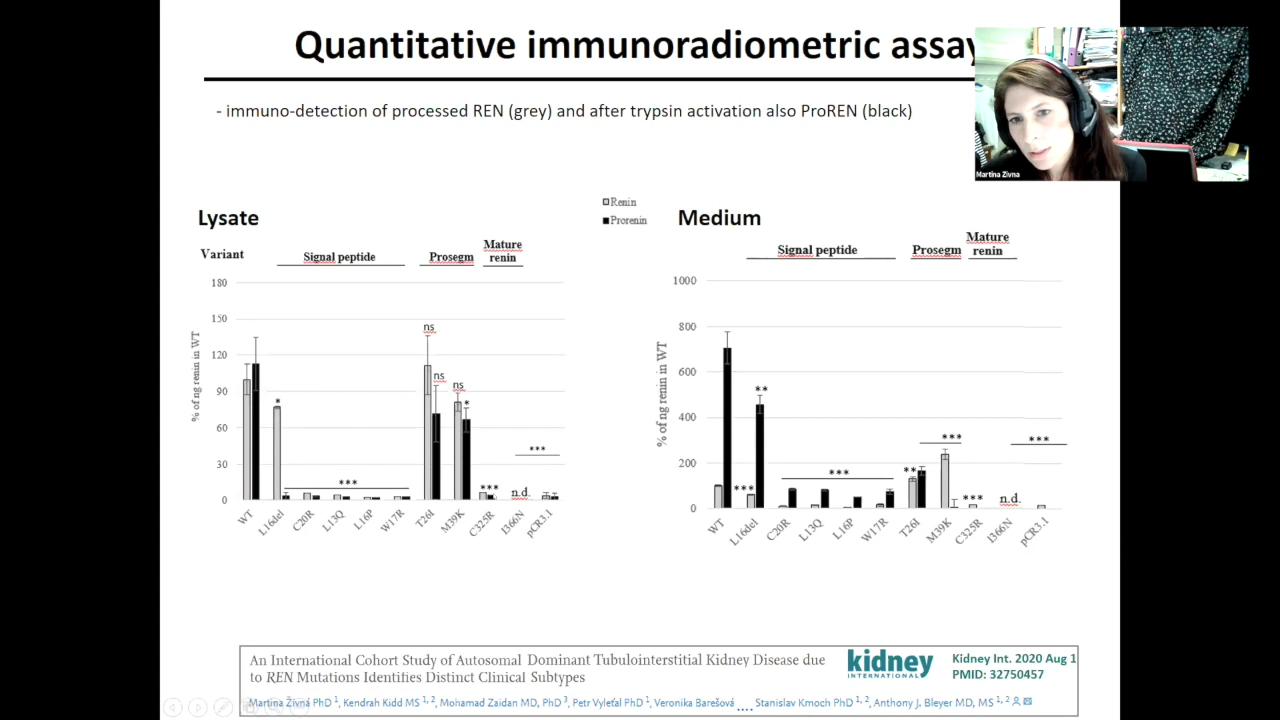 Quantitative immunoradiometric assay
- immuno-detection of processed REN (grey) and after trypsin activation also ProREN (black)
Martina Zivna
Renin
Prorenin
Lysate
Variant
Signal peptide
Prosegm
Mature
renin
180
150
120
90
60
30
0
% of ng renin in WT
*
***
ns
ns
ns
*
***
n.d.
***
WT
L16del
C20R
L13Q
L16P
W17R
T26I
M39K
C325R
I366N
pCR3.1
Medium
Signal peptide
Prosegm
Mature
renin
1000
800
600
400
200
0
% of ng renin in WT
***
**
***
**
***
***
n.d.
***
WT
L16del
C20R
L13Q
L16P
W17R
T26I
M39K
C325R
I366N
pCR3.1
An International Cohort Study of Autosomal Dominant Tubulointerstitial Kidney Disease due
to REN Mutations Identifies Distinct Clinical Subtypes
kidney
INTERNATIONAL
Kidney Int. 2020 Aug 1
PMID: 32750457
Martina Živná PhD 1, Kendrah Kidd MS 1, 2, Mohamad Zaidan MD, PhD 3, Petr Vyleťal PhD 1, Veronika Barešová .... Stanislav Kmoch PhD 1, 2, Anthony J. Bleyer MD, MS 1, 2